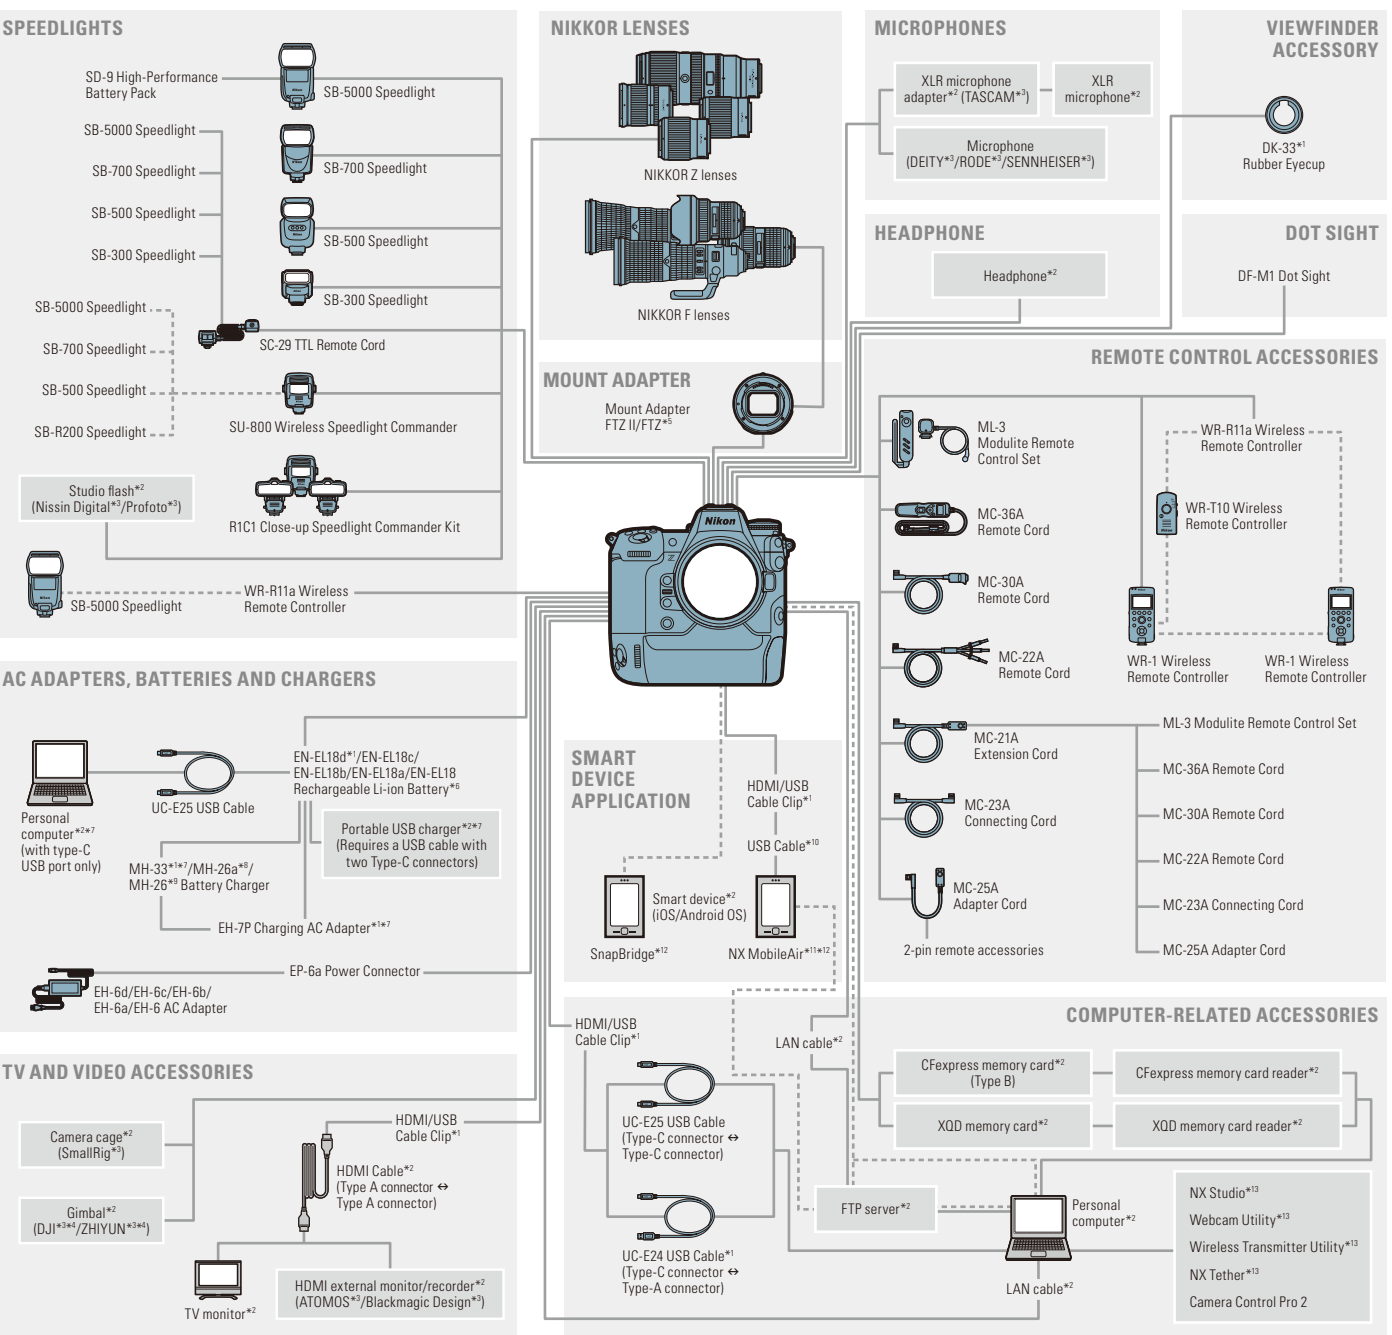 SPEEDLIGHTS
SD-9 High-Performance
Battery Pack
SB-5000 Speedlight
SB-5000 Speedlight
SB-700 Speedlight
SB-700 Speedlight
SB-500 Speedlight
SB-500 Speedlight
SB-300 Speedlight
SB-300 Speedlight
SB-5000 Speedlight
SC-29 TTL Remote Cord
SB-700 Speedlight
SB-500 Speedlight
SU-800 Wireless Speedlight Commander
SB-R200 Speedlight
Studio flash*2
(Nissin Digital*3/Profoto*3)
R1C1 Close-up Speedlight Commander Kit
SB-5000 Speedlight
WR-R11a Wireless
Remote Controller
NIKKOR LENSES
NIKKOR Z lenses
NIKKOR F lenses
MOUNT ADAPTER
Mount Adapter
FTZ II/FTZ*5
MICROPHONES
XLR microphone
adapter*2 (TASCAM*3)
XLR
microphone*2
Microphone
(DEITY*3/RODE*3/SENNHEISER*3)
VIEWFINDER
ACCESSORY
DK-33*1
Rubber Eyecup
HEADPHONE
Headphone*2
DOT SIGHT
DF-M1 Dot Sight
REMOTE CONTROL ACCESSORIES
ML-3
Modulite Remote
Control Set
WR-R11a Wireless
Remote Controller
MC-36A
Remote Cord
WR-T10 Wireless
Remote Controller
MC-30A
Remote Cord
MC-22A
Remote Cord
WR-1 Wireless
Remote Controller
WR-1 Wireless
Remote Controller
MC-21A
Extension Cord
ML-3 Modulite Remote Control Set
MC-36A Remote Cord
MC-30A Remote Cord
MC-22A Remote Cord
MC-23A Connecting Cord
MC-25A Adapter Cord
MC-23A
Connecting Cord
MC-25A
Adapter Cord
2-pin remote accessories
Nikon
Z
AC ADAPTERS, BATTERIES AND CHARGERS
Personal
computer*2*7
(with type-C
USB port only)
UC-E25 USB Cable
EN-EL18d*1/EN-EL18c/
EN-EL18b/EN-EL18a/EN-EL18
Rechargeable Li-ion Battery*6
Portable USB charger*2*7
(Requires a USB cable with
two Type-C connectors)
MH-33*1*7/MH-26a*8/
MH-26*9 Battery Charger
EH-7P Charging AC Adapter*1*7
EP-6a Power Connector
EH-6d/EH-6c/EH-6b/
EH-6a/EH-6 AC Adapter
SMART
DEVICE
APPLICATION
HDMI/USB
Cable Clip*1
USB Cable*10
Smart device*2
(iOS/Android OS)
SnapBridge*12
NX MobileAir*11*12
TV AND VIDEO ACCESSORIES
Camera cage*2
(SmallRig*3)
Gimbal*2
(DJI*3*4/ZHIYUN*3*4)
HDMI/USB
Cable Clip*1
HDMI Cable*2
(Type A connector ↔
Type A connector)
TV monitor*2
HDMI external monitor/recorder*2
(ATOMOS*3/Blackmagic Design*3)
COMPUTER-RELATED ACCESSORIES
HDMI/USB
Cable Clip*1
LAN cable*2
UC-E25 USB Cable
(Type-C connector ↔
Type-C connector)
UC-E24 USB Cable*1
(Type-C connector ↔
Type-A connector)
CFexpress memory card*2
(Type B)
CFexpress memory card reader*2
XQD memory card*2
XQD memory card reader*2
FTP server*2
Personal
computer*2
LAN cable*2
NX Studio*13
Webcam Utility*13
Wireless Transmitter Utility*13
NX Tether*13
Camera Control Pro 2